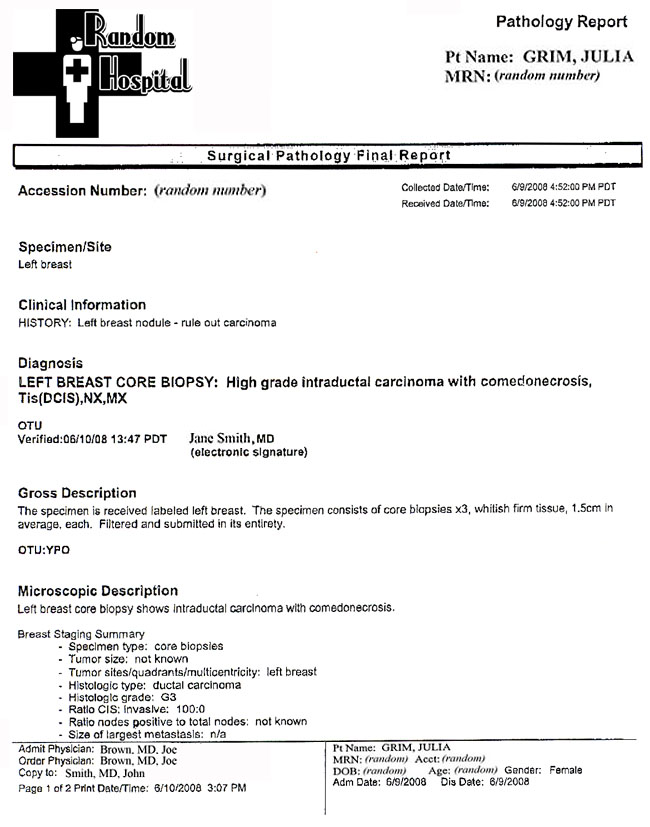 Random
Hospital
Pathology Report
Pt Name: GRIM, JULIA
MRN: (random number)
Surgical Pathology Final Report
Accession Number: (random number)
Collected Date/Time: 6/9/2008 4:52:00 PM PDT
Received Date/Time: 6/9/2008 4:52:00 PM PDT
Specimen/Site
Left breast
Clinical Information
HISTORY: Left breast nodule - rule out carcinoma
Diagnosis
LEFT BREAST CORE BIOPSY: High grade intraductal carcinoma with comedonecrosis,
Tis(DCIS),NX,MX
OTU
Verified:06/10/08 13:47 PDT Jane Smith, MD
(electronic signature)
Gross Description
The specimen is received labeled left breast. The specimen consists of core biopsies x3, whitish firm tissue, 1.5cm in
average, each. Filtered and submitted in its entirety.
OTU:YPO
Microscopic Description
Left breast core biopsy shows intraductal carcinoma with comedonecrosis.
Breast Staging Summary
- Specimen type: core biopsies
- Tumor size: not known
- Tumor sites/quadrants/multicentricity: left breast
- Histologic type: ductal carcinoma
- Histologic grade: G3
- Ratio CIS: Invasive: 100:0
- Ratio nodes positive to total nodes: not known
- Size of largest metastasis: n/a
Admit Physician: Brown, MD, Joe
Order Physician: Brown, MD, Joe
Copy to: Smith, MD, John
Page 1 of 2 Print Date/Time: 6/10/2008 3:07 PM
Pt Name: GRIM, JULIA
MRN: (random) Acct: (random)
DOB: (random) Age: (random) Gender: Female
Adm Date: 6/9/2008 Dis Date: 6/9/2008